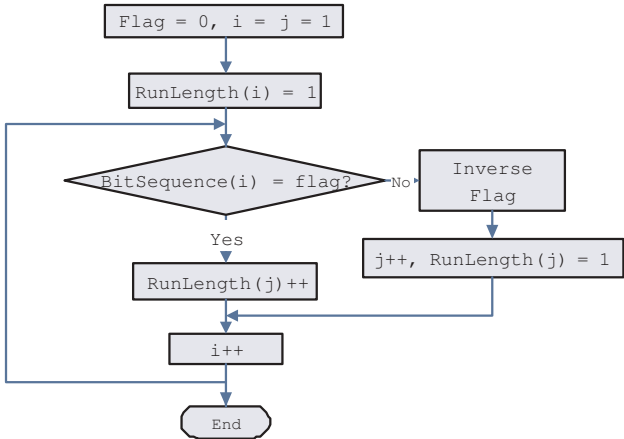 Flag = 0, i = j = 1
RunLength(i) = 1
BitSequence(i) = flag?
No
Inverse
Flag
Yes
j++, RunLength(j) = 1
RunLength(j)++
i++
End